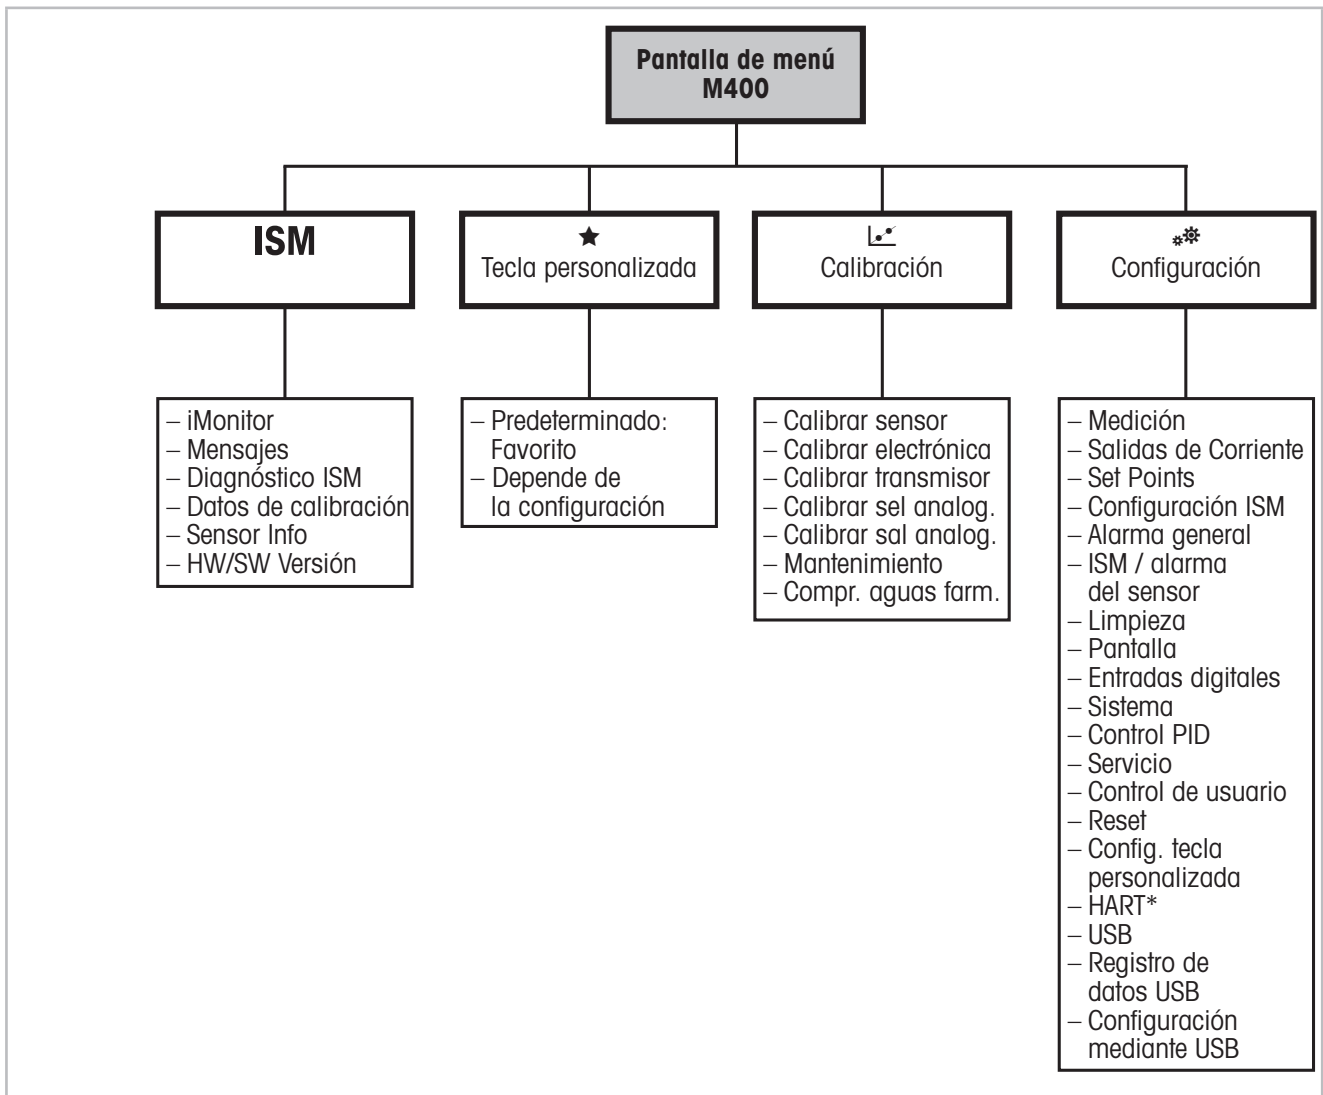 Pantalla de menú
M400
ISM
Tecla personalizada
Calibración
Configuración
– iMonitor
– Mensajes
– Diagnóstico ISM
– Datos de calibración
– Sensor Info
– HW/SW Versión
– Predeterminado:
Favorito
– Depende de
la configuración
– Calibrar sensor
– Calibrar electrónica
– Calibrar transmisor
– Calibrar sel analog.
– Calibrar sal analog.
– Mantenimiento
– Compr. aguas farm.
– Medición
– Salidas de Corriente
– Set Points
– Configuración ISM
– Alarma general
– ISM / alarma
del sensor
– Limpieza
– Pantalla
– Entradas digitales
– Sistema
– Control PID
– Servicio
– Control de usuario
– Reset
– Config. tecla
personalizada
– HART*
– USB
– Registro de
datos USB
– Configuración
mediante USB